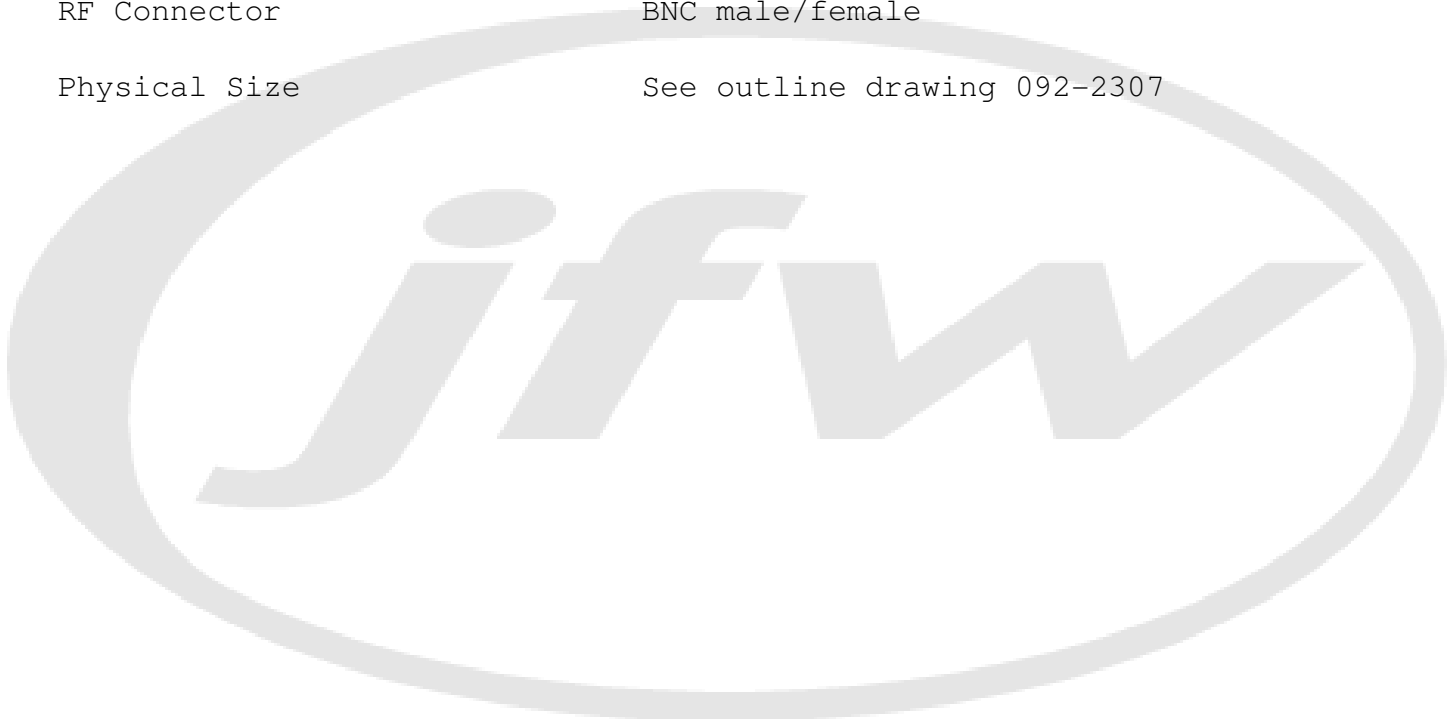 RF Connector BNC male/female
Physical Size See outline drawing 092-2307
jfw